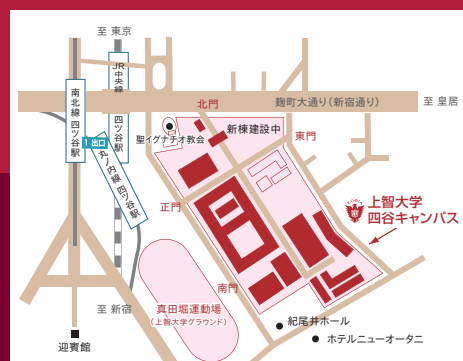 至 東京
JR中央線 四ツ谷駅
南北線 四ツ谷駅
北門
麹町大通り(新宿通り)
至 皇居
新棟建設中
聖イグナチオ教会
東門
1 出口
丸ノ内線 四ツ谷駅
上智大学
四谷キャンパス
正門
南門
至 新宿
真田堀運動場
(上智大学グラウンド)
紀尾井ホール
ホテルニューオータニ
迎賓館